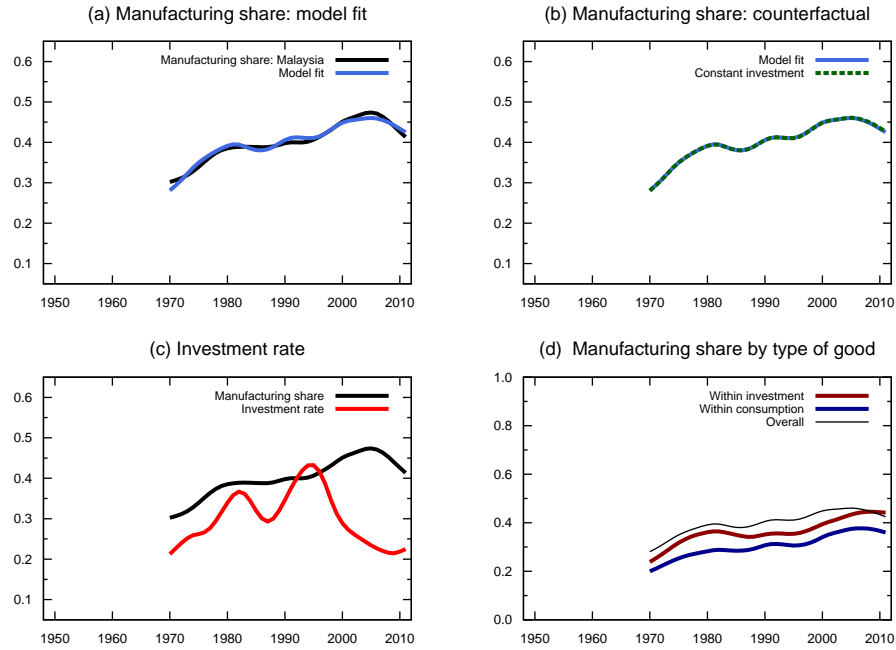 (a) Manufacturing share: model fit
0.6
0.5
0.4
0.3
0.2
0.1
Manufacturing share: Malaysia
Model fit
1950 1960 1970 1980 1990 2000 2010
(b) Manufacturing share: counterfactual
0.6
0.5
0.4
0.3
0.2
0.1
Model fit
Constant investment
1950 1960 1970 1980 1990 2000 2010
(c) Investment rate
0.6
0.5
0.4
0.3
0.2
0.1
Manufacturing share
Investment rate
1950 1960 1970 1980 1990 2000 2010
(d) Manufacturing share by type of good
1.0
0.8
0.6
0.4
0.2
0.0
Within investment
Within consumption
Overall
1950 1960 1970 1980 1990 2000 2010